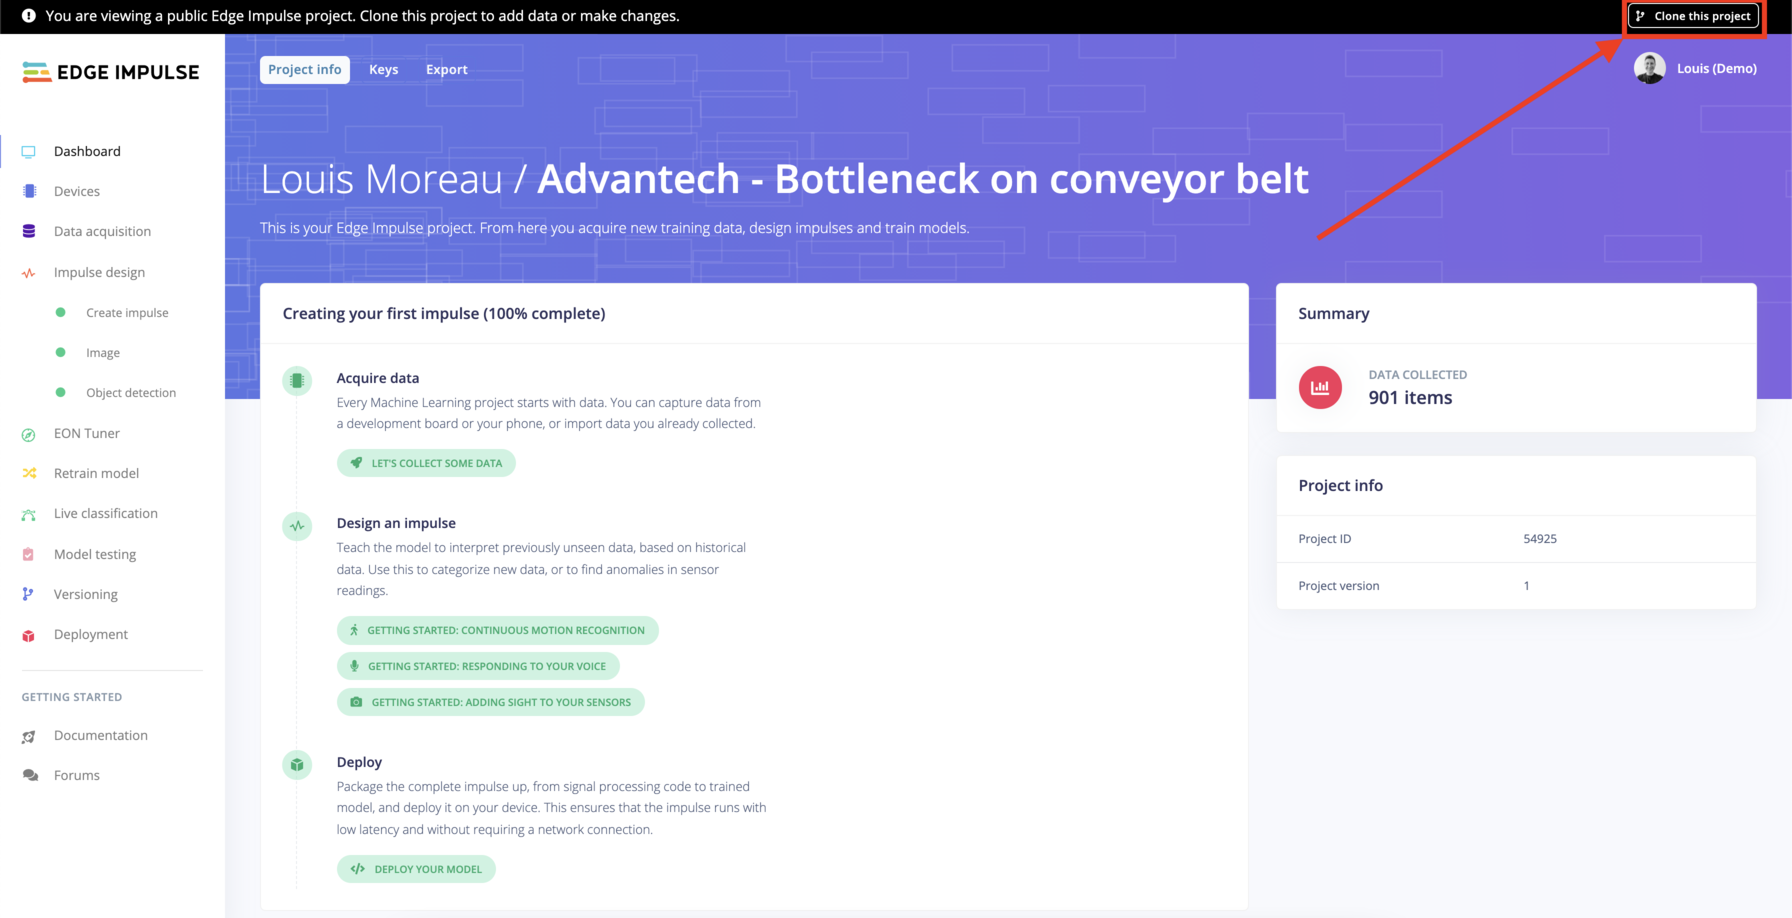 You are viewing a public Edge Impulse project. Clone this project to add data or make changes.
Clone this project
EDGE IMPULSE
Project info
Keys
Export
Louis (Demo)
Dashboard
Devices
Data acquisition
Impulse design
Create impulse
Image
Object detection
EON Tuner
Retrain model
Live classification
Model testing
Versioning
Deployment
GETTING STARTED
Documentation
Forums
Louis Moreau / Advantech - Bottleneck on conveyor belt
This is your Edge Impulse project. From here you acquire new training data, design impulses and train models.
Creating your first impulse (100% complete)
Acquire data
Every Machine Learning project starts with data. You can capture data from
a development board or your phone, or import data you already collected.
LET'S COLLECT SOME DATA
Design an impulse
Teach the model to interpret previously unseen data, based on historical
data. Use this to categorize new data, or to find anomalies in sensor
readings.
GETTING STARTED: CONTINUOUS MOTION RECOGNITION
GETTING STARTED: RESPONDING TO YOUR VOICE
GETTING STARTED: ADDING SIGHT TO YOUR SENSORS
Deploy
Package the complete impulse up, from signal processing code to trained
model, and deploy it on your device. This ensures that the impulse runs with
low latency and without requiring a network connection.
DEPLOY YOUR MODEL
Summary
DATA COLLECTED
901 items
Project info
Project ID 54925
Project version 1